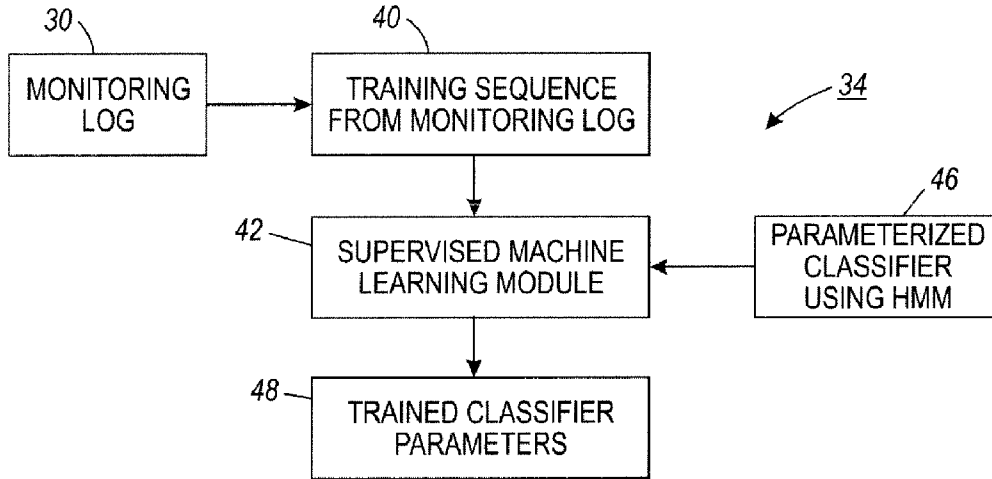 30
MONITORING
LOG
40
TRAINING SEQUENCE
FROM MONITORING LOG
34
42
SUPERVISED MACHINE
LEARNING MODULE
46
PARAMETERIZED
CLASSIFIER
USING HMM
48
TRAINED CLASSIFIER
PARAMETERS